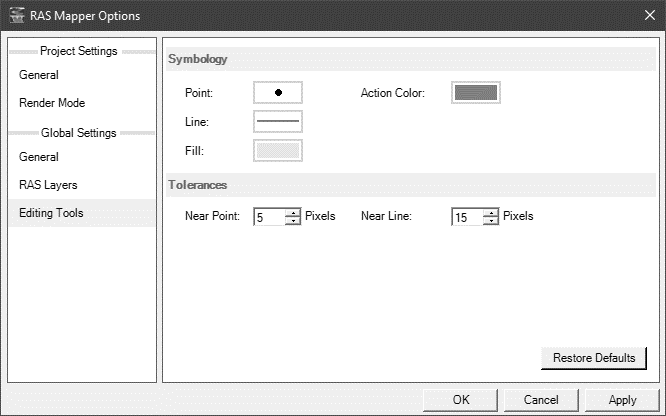 RAS Mapper Options
Project Settings
General
Render Mode
Global Settings
General
RAS Layers
Editing Tools
Symbology
Point: Action Color:
Line:
Fill:
Tolerances
Near Point: 5 Pixels Near Line: 15 Pixels
Restore Defaults
OK Cancel Apply